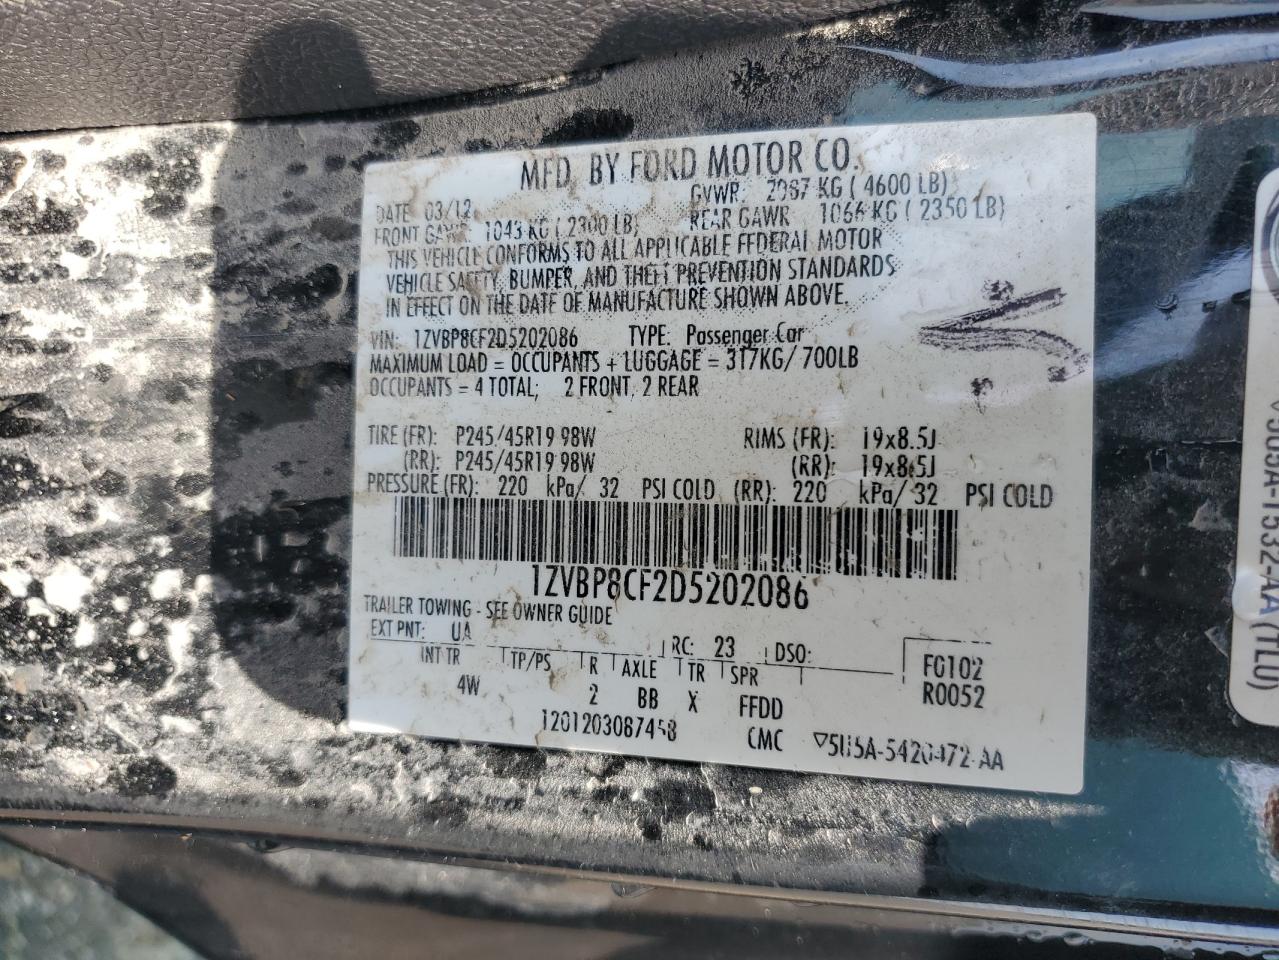 MFD. BY FORD MOTOR CO.
DATE 03/12 GVWR: 2087 KG ( 4600 LB)
FRONT GAWR: 1043 KG ( 2300 LB) REAR GAWR 1066 KG ( 2350 LB)
THIS VEHICLE CONFORMS TO ALL APPLICABLE FEDERAL MOTOR
VEHICLE SAFETY, BUMPER, AND THEFT PREVENTION STANDARDS
IN EFFECT ON THE DATE OF MANUFACTURE SHOWN ABOVE.
VIN: 1ZVBP8CF2D5202086 TYPE: Passenger Car
MAXIMUM LOAD = OCCUPANTS + LUGGAGE = 317KG/ 700LB
OCCUPANTS = 4 TOTAL; 2 FRONT, 2 REAR
TIRE (FR): P245/45R19 98W RIMS (FR): 19x8.5J
(RR): P245/45R19 98W (RR): 19x8.5J
PRESSURE (FR): 220 kPa/ 32 PSI COLD (RR): 220 kPa/ 32 PSI COLD
1ZVBP8CF2D5202086
TRAILER TOWING - SEE OWNER GUIDE
EXT PNT: UA RC: 23 DSO:
INT TR TP/PS R AXLE TR SPR FG102
4W 2 BB X FFDD R0052
1201203087458 CMC ▽5U5A-5420472-AA
(TLU)